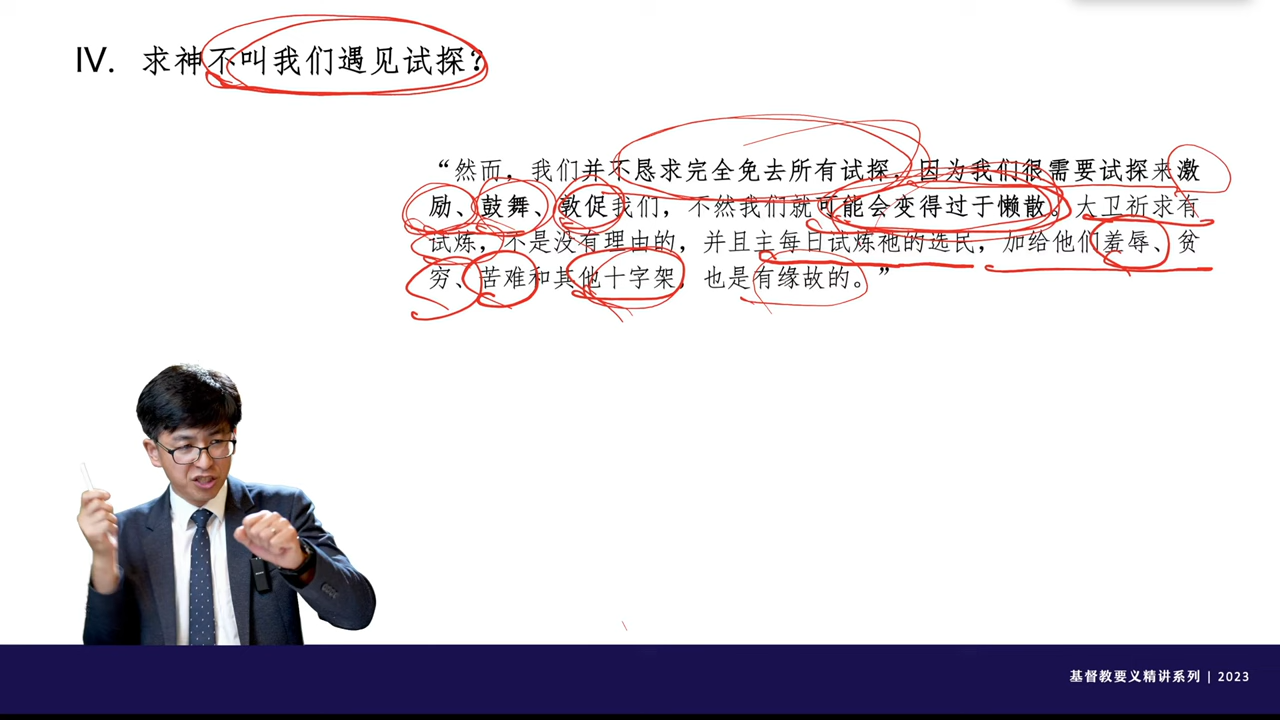 IV. 求神不叫我们遇见试探？
“然而，我们并不恳求完全免去所有试探，因为我们很需要试探来激
励、鼓舞、敦促我们，不然我们就可能会变得过于懒散。大卫祈求有
试炼，不是没有理由的，并且主每日试炼祂的选民，加给他们羞辱、贫
穷、苦难和其他十字架，也是有缘故的。”
基督教要义精讲系列 | 2023